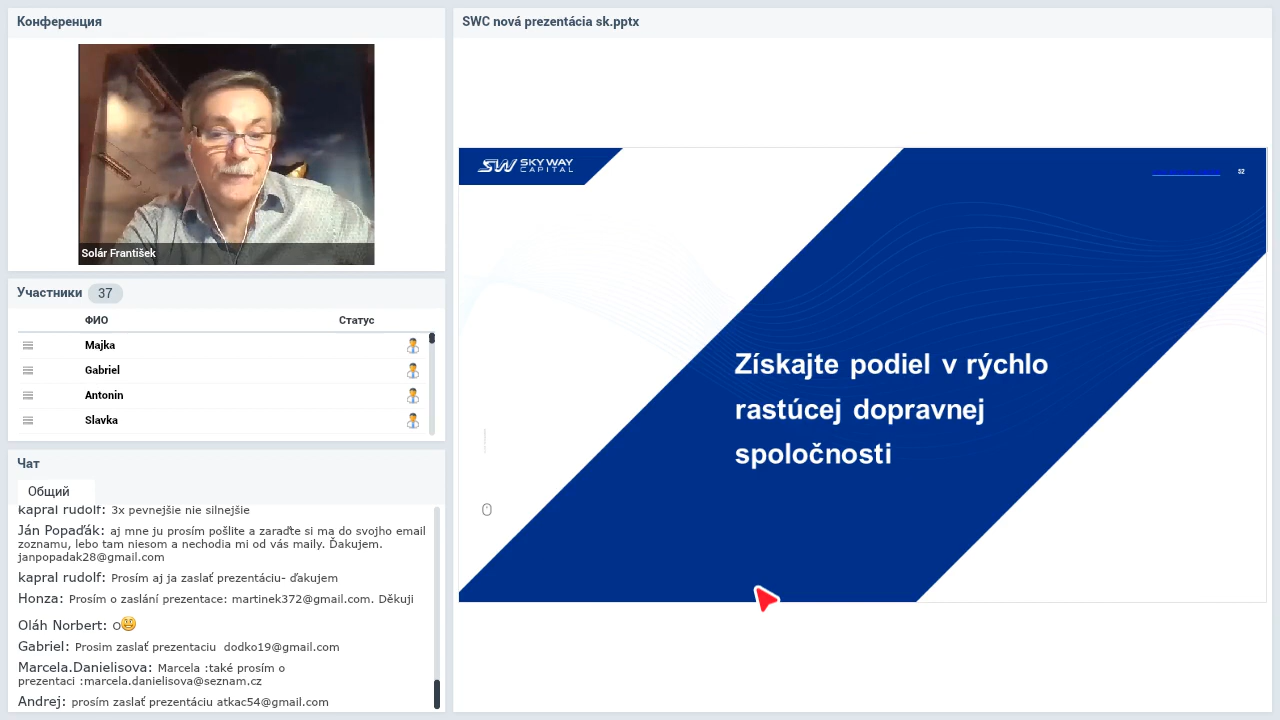 Конференция
Solár František
Участники 37
ФИО Статус
Majka
Gabriel
Antonin
Slavka
Чат
Общий
kapral rudolf: 3x pevnejšie nie silnejšie
Ján Popaďák: aj mne ju prosím pošlite a zaraďte si ma do svojho email
zoznamu, lebo tam niesom a nechodia mi od vás maily. Ďakujem.
janpopadak28@gmail.com
kapral rudolf: Prosím aj ja zaslať prezentáciu- ďakujem
Honza: Prosím o zaslání prezentace: martinek372@gmail.com. Děkuji
Oláh Norbert: O
Gabriel: Prosim zaslať prezentaciu dodko19@gmail.com
Marcela.Danielisova: Marcela :také prosím o
prezentaci :marcela.danielisova@seznam.cz
Andrej: prosím zaslať prezentáciu atkac54@gmail.com
SWC nová prezentácia sk.pptx
SW SKY WAY
CAPITAL
52
Získajte podiel v rýchlo
rastúcej dopravnej
spoločnosti